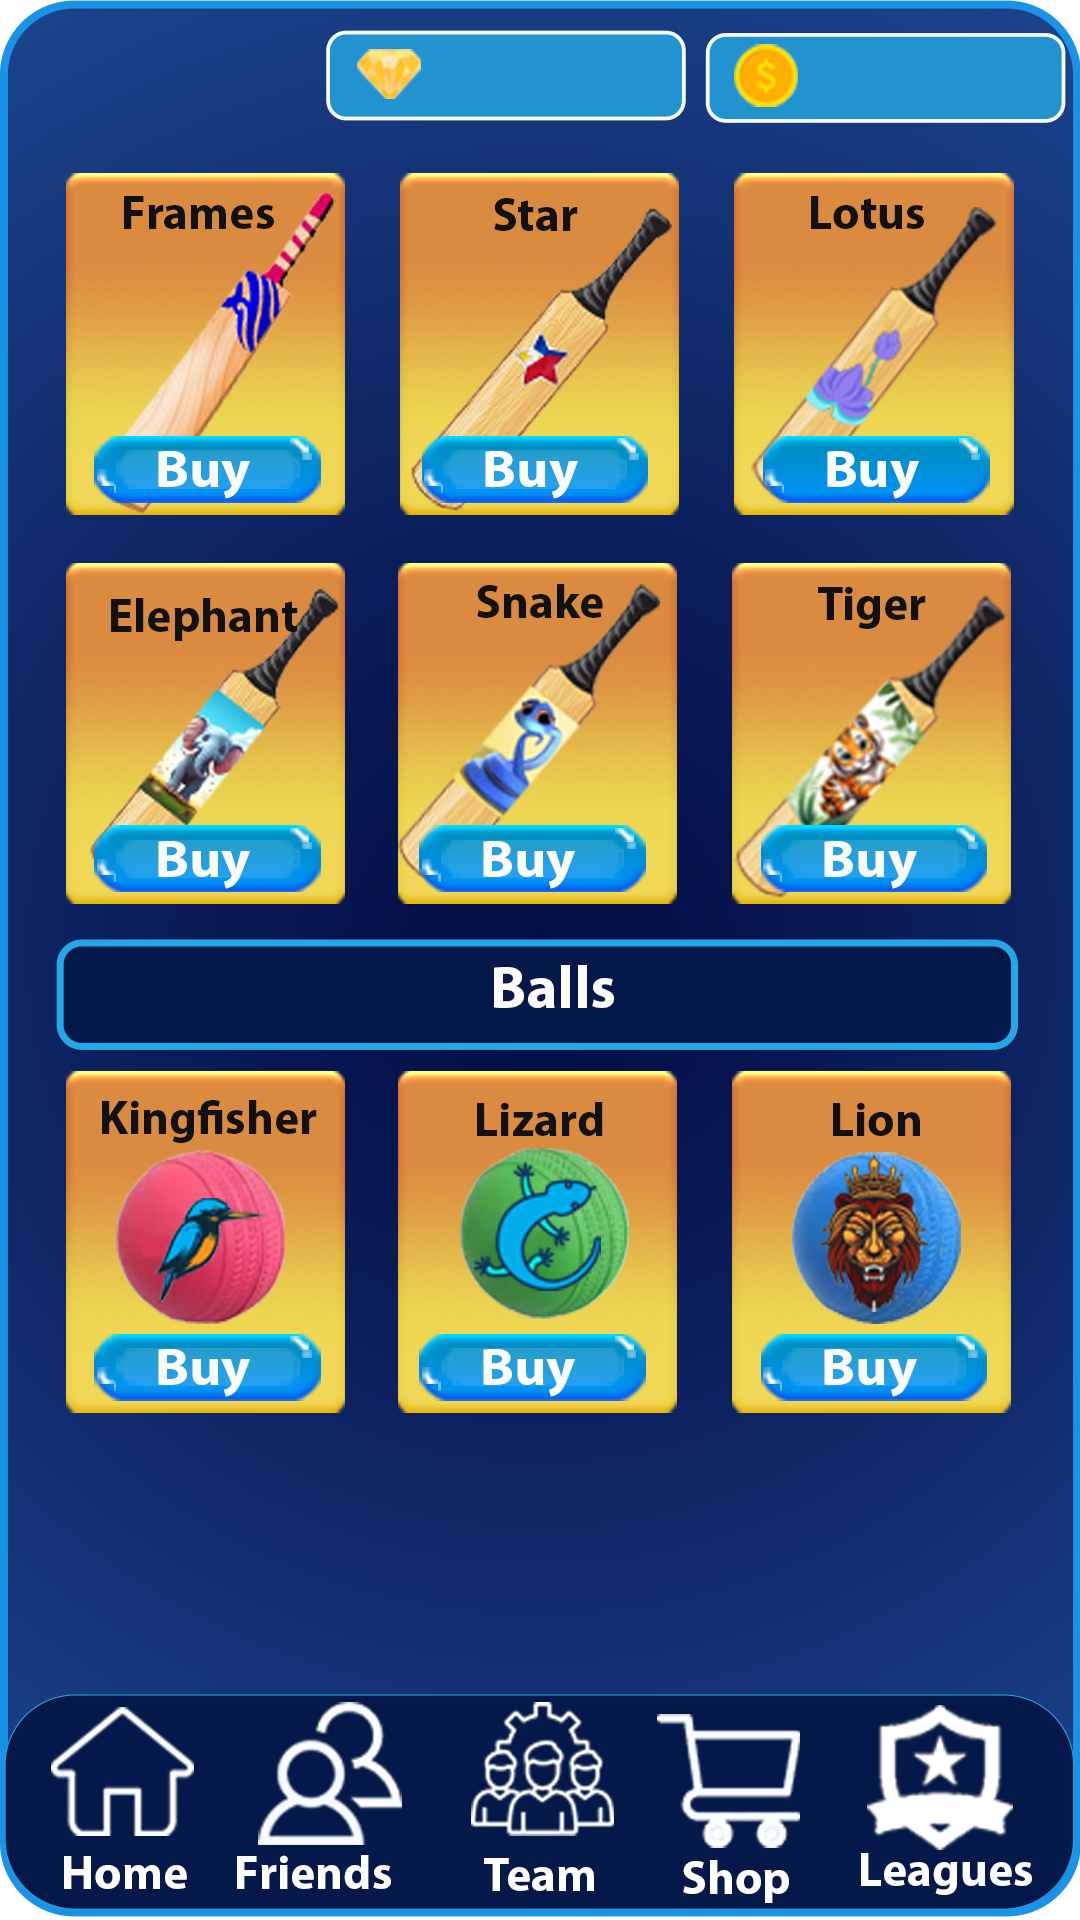 $
Frames
Star
Lotus
Buy
Buy
Buy
Elephant
Snake
Tiger
Buy
Buy
Buy
Balls
Kingfisher
Lizard
Lion
Buy
Buy
Buy
Home
Friends
Team
Shop
Leagues